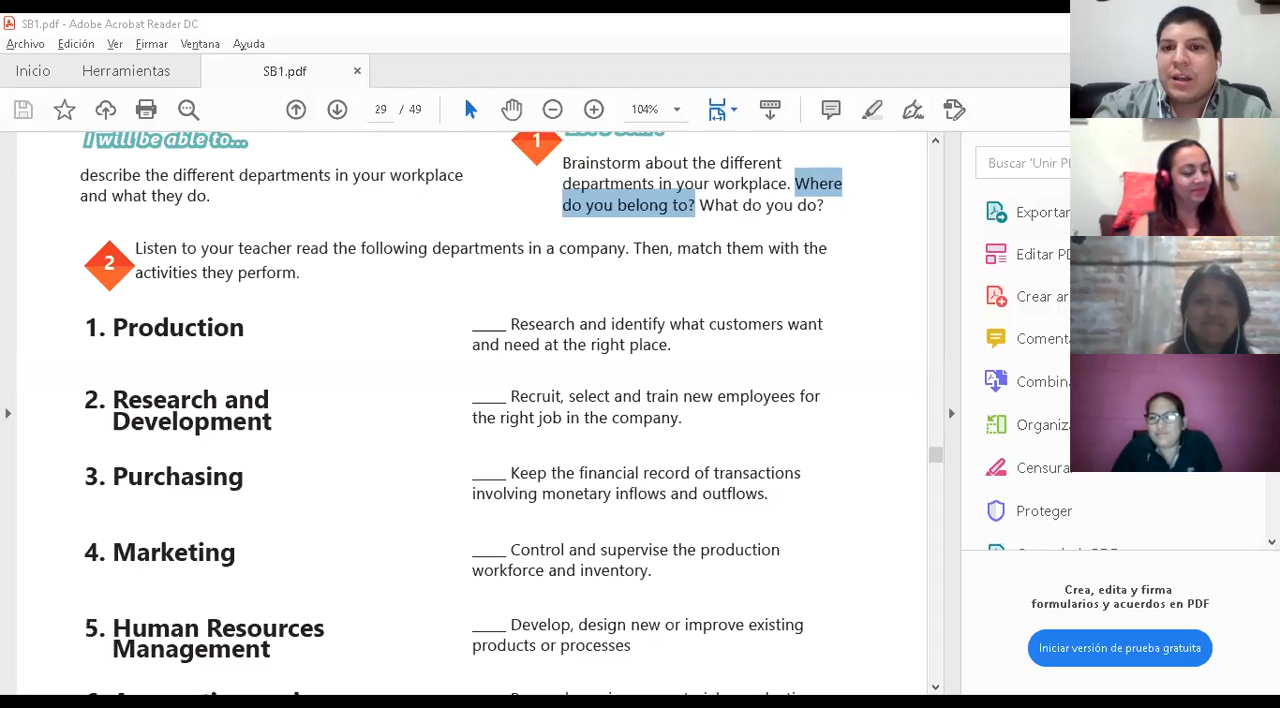 SB1.pdf - Adobe Acrobat Reader DC
Archivo Edición Ver Firmar Ventana Ayuda
Inicio Herramientas SB1.pdf ×
29 / 49 104%
I will be able to...
1
describe the different departments in your workplace
and what they do.
Brainstorm about the different
departments in your workplace. Where
do you belong to? What do you do?
2
Listen to your teacher read the following departments in a company. Then, match them with the
activities they perform.
1. Production
____ Research and identify what customers want
and need at the right place.
2. Research and
Development
____ Recruit, select and train new employees for
the right job in the company.
3. Purchasing
____ Keep the financial record of transactions
involving monetary inflows and outflows.
4. Marketing
____ Control and supervise the production
workforce and inventory.
5. Human Resources
Management
____ Develop, design new or improve existing
products or processes
Buscar 'Unir P
Exportar
Editar PD
Crear ar
Coment
Combin
Organiz
Censura
Proteger
Crea, edita y firma
formularios y acuerdos en PDF
Iniciar versión de prueba gratuita